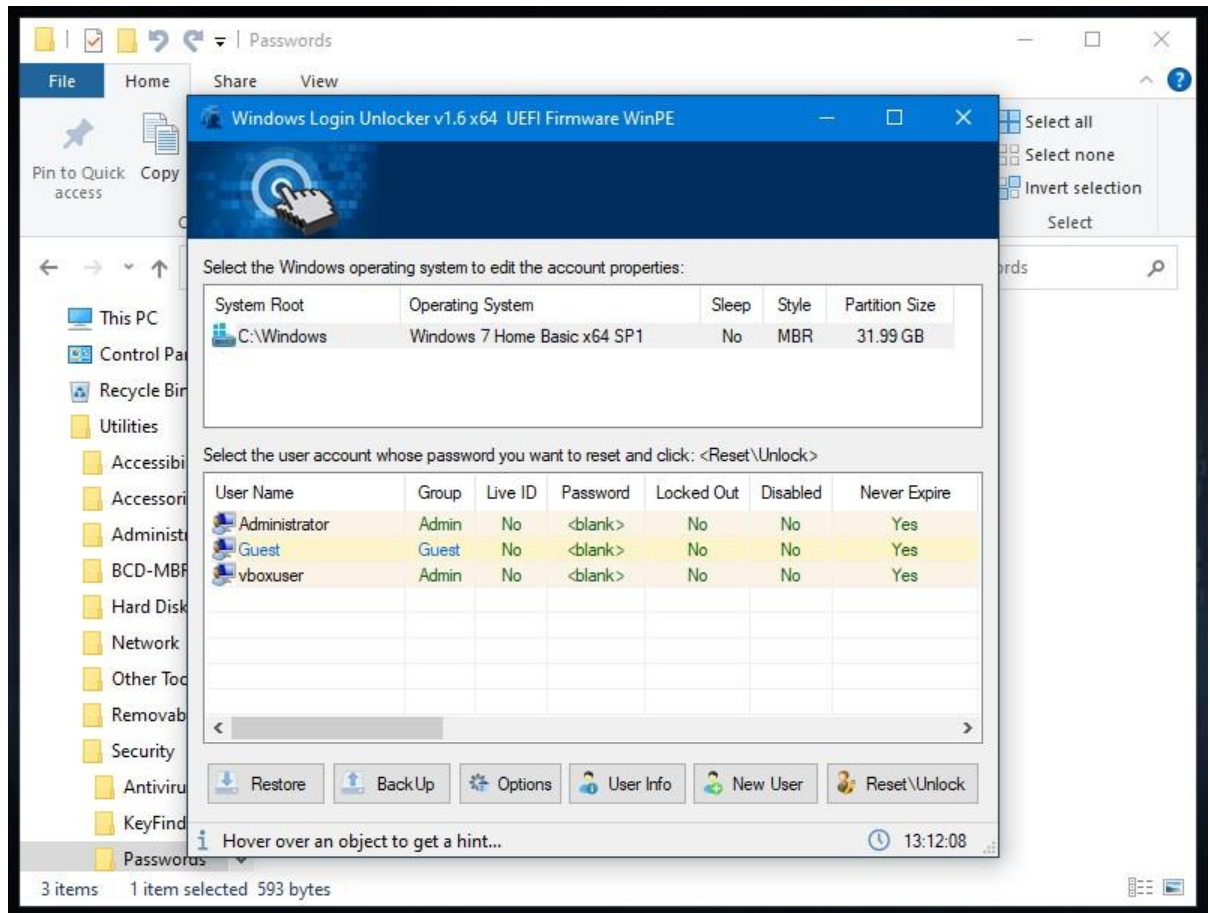 Passwords
File Home Share View
Windows Login Unlocker v1.6 x64 UEFI Firmware WinPE
Pin to Quick access
Copy
Select all
Select none
Invert selection
Select
Select the Windows operating system to edit the account properties:
System Root Operating System Sleep Style Partition Size
C:\Windows Windows 7 Home Basic x64 SP1 No MBR 31.99 GB
Select the user account whose password you want to reset and click: <Reset\Unlock>
User Name Group Live ID Password Locked Out Disabled Never Expire
Administrator Admin No <blank> No No Yes
Guest Guest No <blank> No No Yes
vboxuser Admin No <blank> No No Yes
Restore BackUp Options User Info New User Reset\Unlock
Hover over an object to get a hint... 13:12:08
This PC
Control Pa
Recycle Bin
Utilities
Accessibi
Accessori
Administ
BCD-MB
Hard Disk
Network
Other Too
Removab
Security
Antiviru
KeyFind
Passwords
3 items 1 item selected 593 bytes